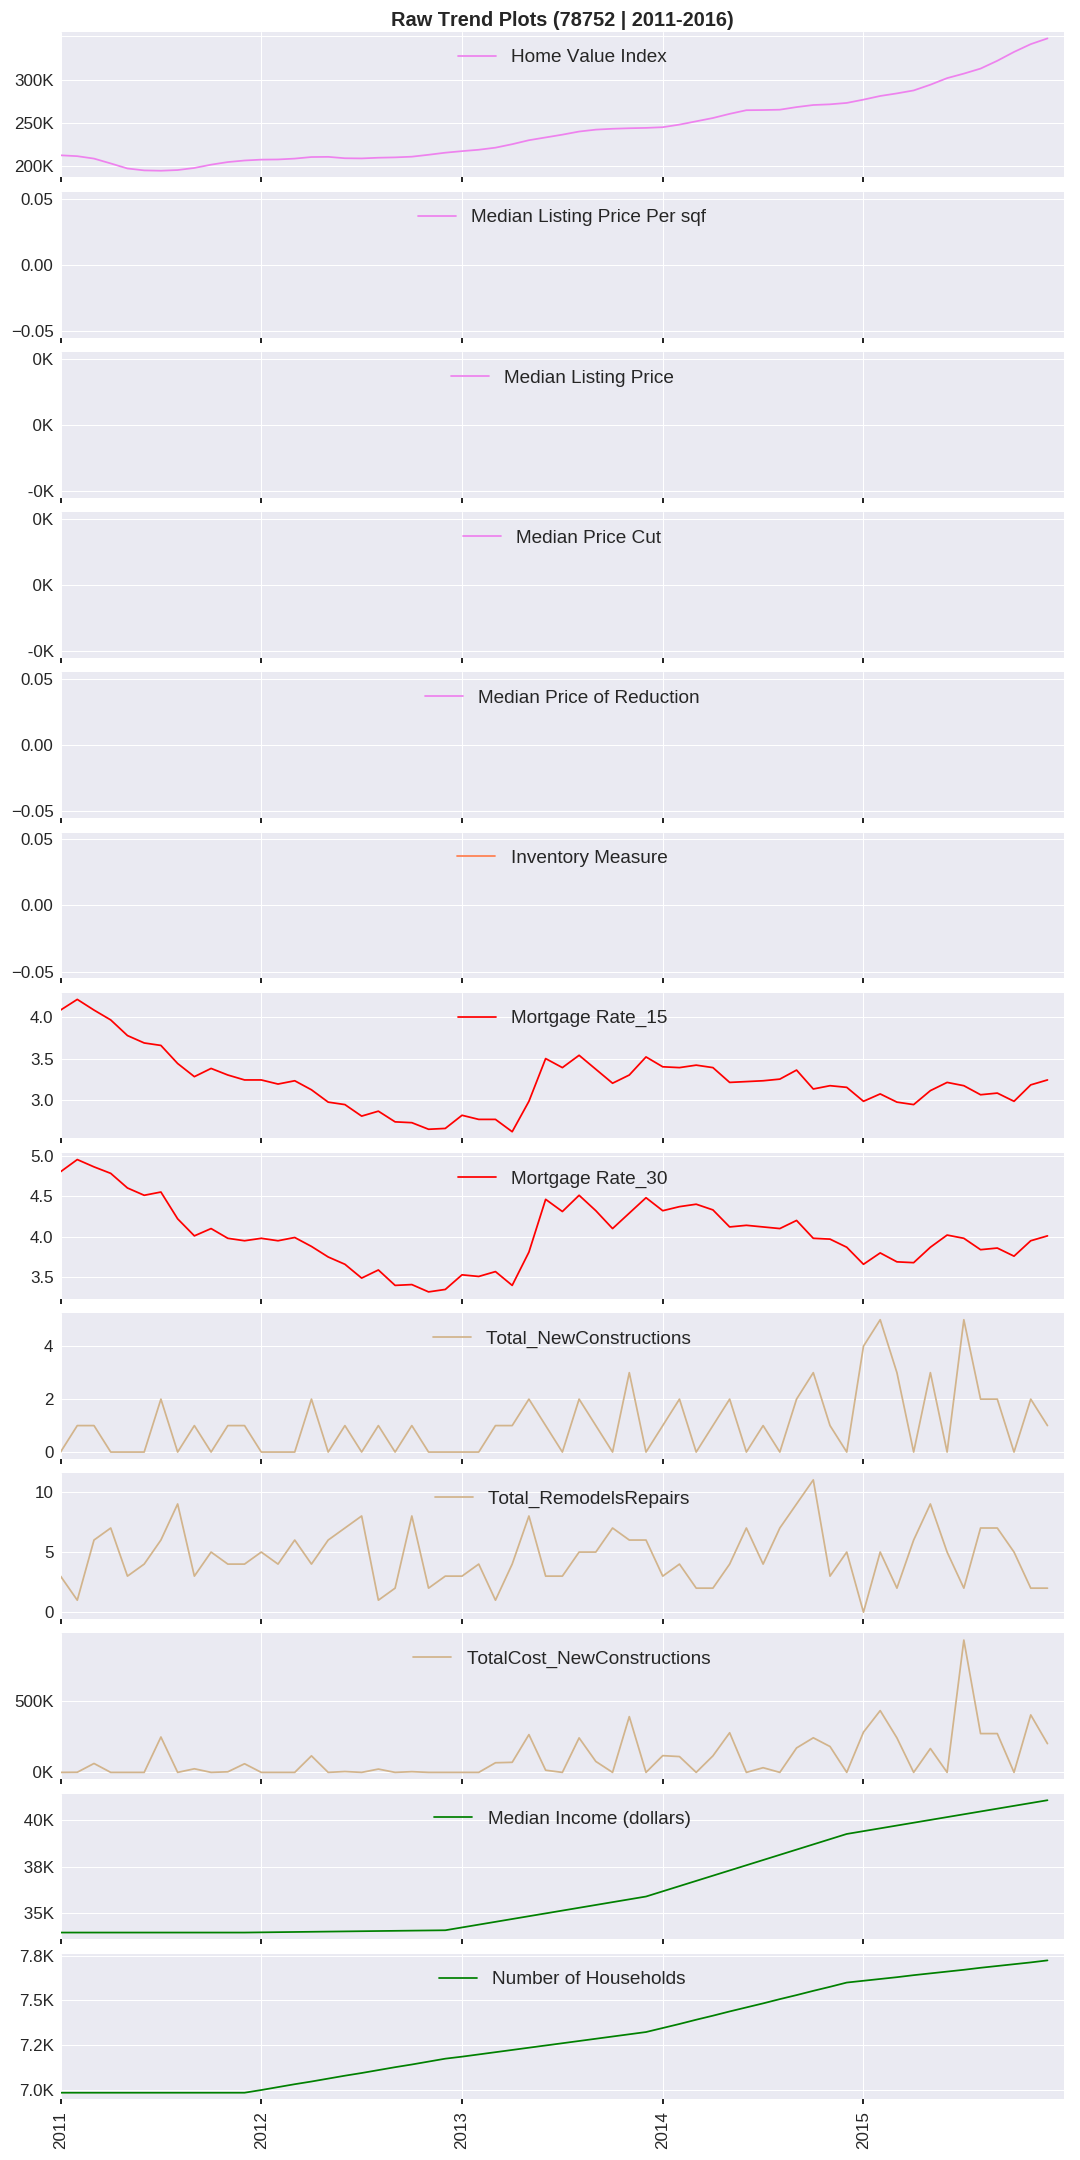 Raw Trend Plots (78752 | 2011-2016)
Home Value Index
300K
250K
200K
Median Listing Price Per sqf
0.05
0.00
−0.05
Median Listing Price
0K
0K
-0K
Median Price Cut
0K
0K
-0K
Median Price of Reduction
0.05
0.00
−0.05
Inventory Measure
0.05
0.00
−0.05
Mortgage Rate_15
4.0
3.5
3.0
Mortgage Rate_30
5.0
4.5
4.0
3.5
Total_NewConstructions
4
2
0
Total_RemodelsRepairs
10
5
0
TotalCost_NewConstructions
500K
0K
Median Income (dollars)
40K
38K
35K
Number of Households
7.8K
7.5K
7.2K
7.0K
2011
2012
2013
2014
2015